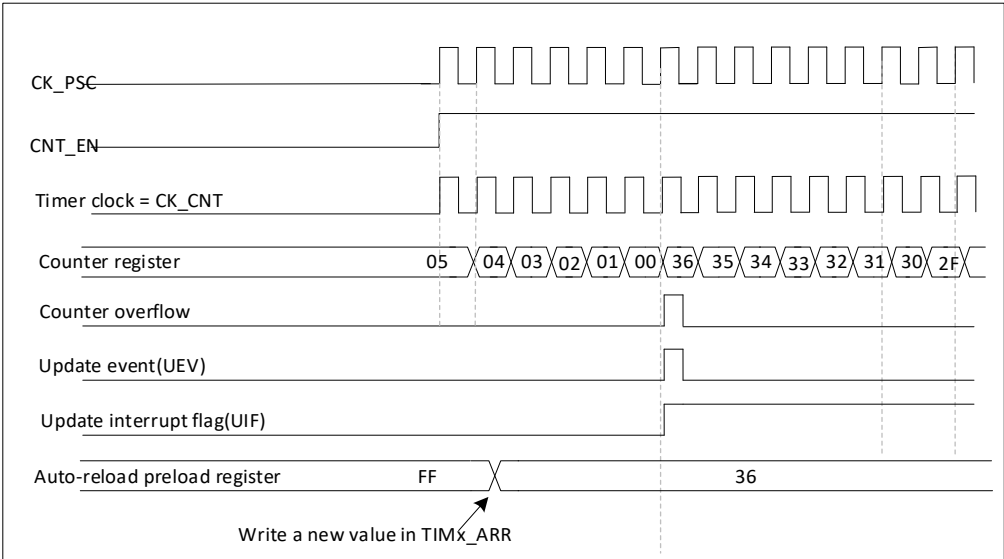 CK_PSC
CNT_EN
Timer clock = CK_CNT
Counter register 05 04 03 02 01 00 36 35 34 33 32 31 30 2F
Counter overflow
Update event(UEV)
Update interrupt flag(UIF)
Auto-reload preload register FF 36
Write a new value in TIMx_ARR